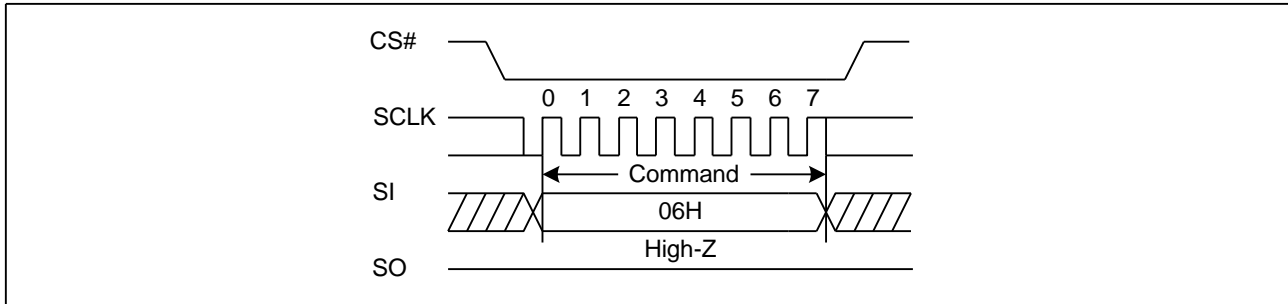 CS#
0 1 2 3 4 5 6 7
SCLK
Command
SI
06H
High-Z
SO